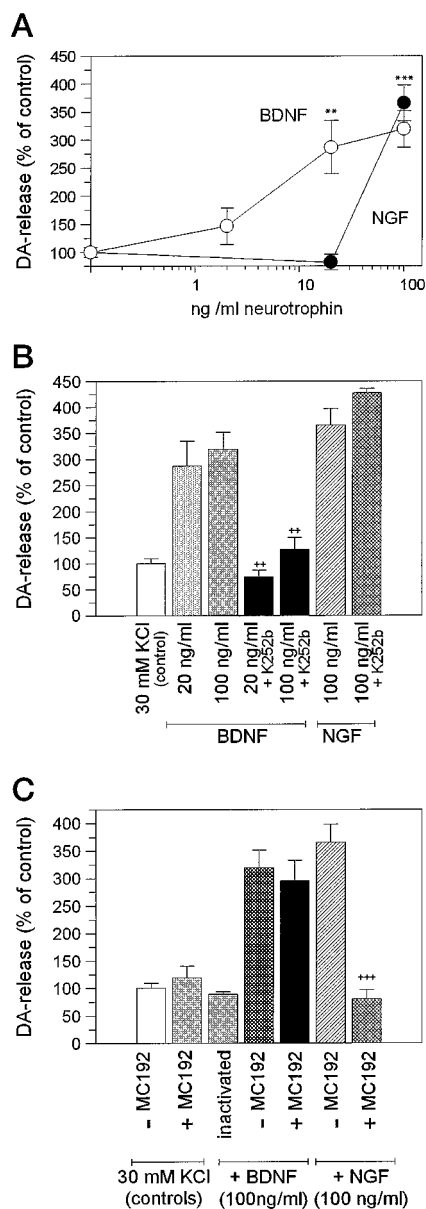 A
DA-release (% of control)
450
400
350
300
250
200
150
100
**
***
BDNF
NGF
1
10
100
ng /ml neurotrophin
B
DA-release (% of control)
450
400
350
300
250
200
150
100
50
0
++
++
30 mM KCl (control)
20 ng/ml
100 ng/ml
20 ng/ml + K252b
100 ng/ml + K252b
100 ng/ml
100 ng/ml + K252b
BDNF
NGF
C
DA-release (% of control)
400
350
300
250
200
150
100
50
0
+++
- MC192
+ MC192
inactivated
- MC192
+ MC192
- MC192
+ MC192
30 mM KCl
(controls)
+ BDNF
(100ng/ml)
+ NGF
(100 ng/ml)